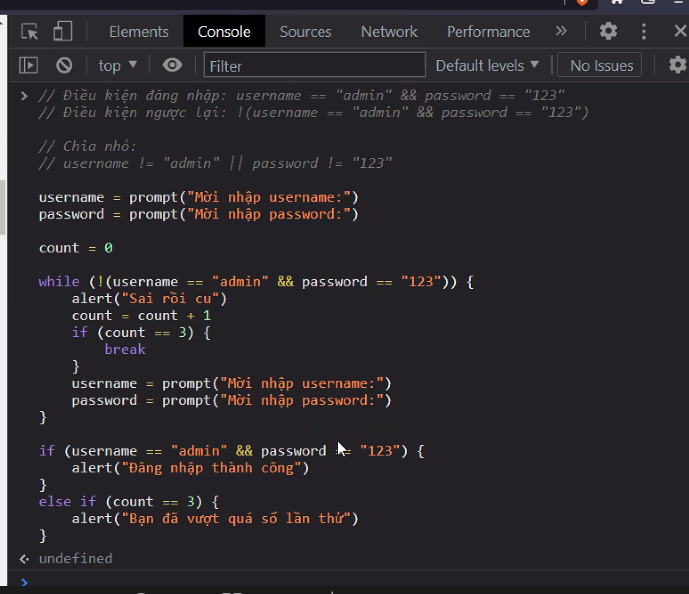 Elements Console Sources Network Performance »
top ▼ Filter Default levels ▼ No Issues
> // Điều kiện đăng nhập: username == "admin" && password == "123"
// Điều kiện ngược lại: !(username == "admin" && password == "123")
// Chia nhỏ:
// username != "admin" || password != "123"
username = prompt("Mời nhập username:")
password = prompt("Mời nhập password:")
count = 0
while (!(username == "admin" && password == "123")) {
alert("Sai rồi cu")
count = count + 1
if (count == 3) {
break
}
username = prompt("Mời nhập username:")
password = prompt("Mời nhập password:")
}
if (username == "admin" && password == "123") {
alert("Đăng nhập thành công")
}
else if (count == 3) {
alert("Bạn đã vượt quá số lần thử")
}
undefined
>